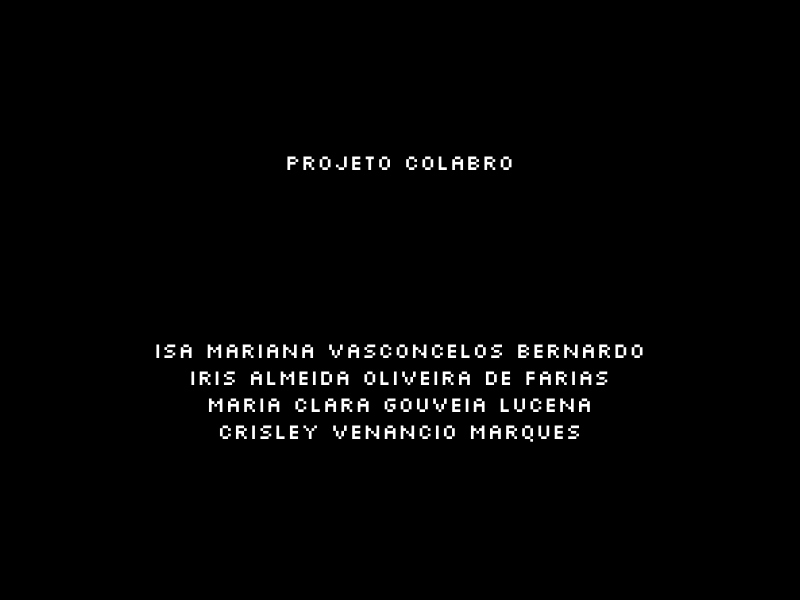 PROJETO COLABRO
ISA MARIANA VASCONCELOS BERNARDO
IRIS ALMEIDA OLIVEIRA DE FARIAS
MARIA CLARA GOUVEIA LUCENA
CRISLEY VENANCIO MARQUES